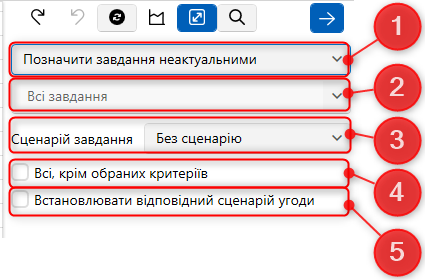 Позначити завдання неактуальними
1
Всі завдання
2
Сценарій завдання Без сценарію
3
Всі, крім обраних критеріїв
4
Встановлювати відповідний сценарій угоди
5